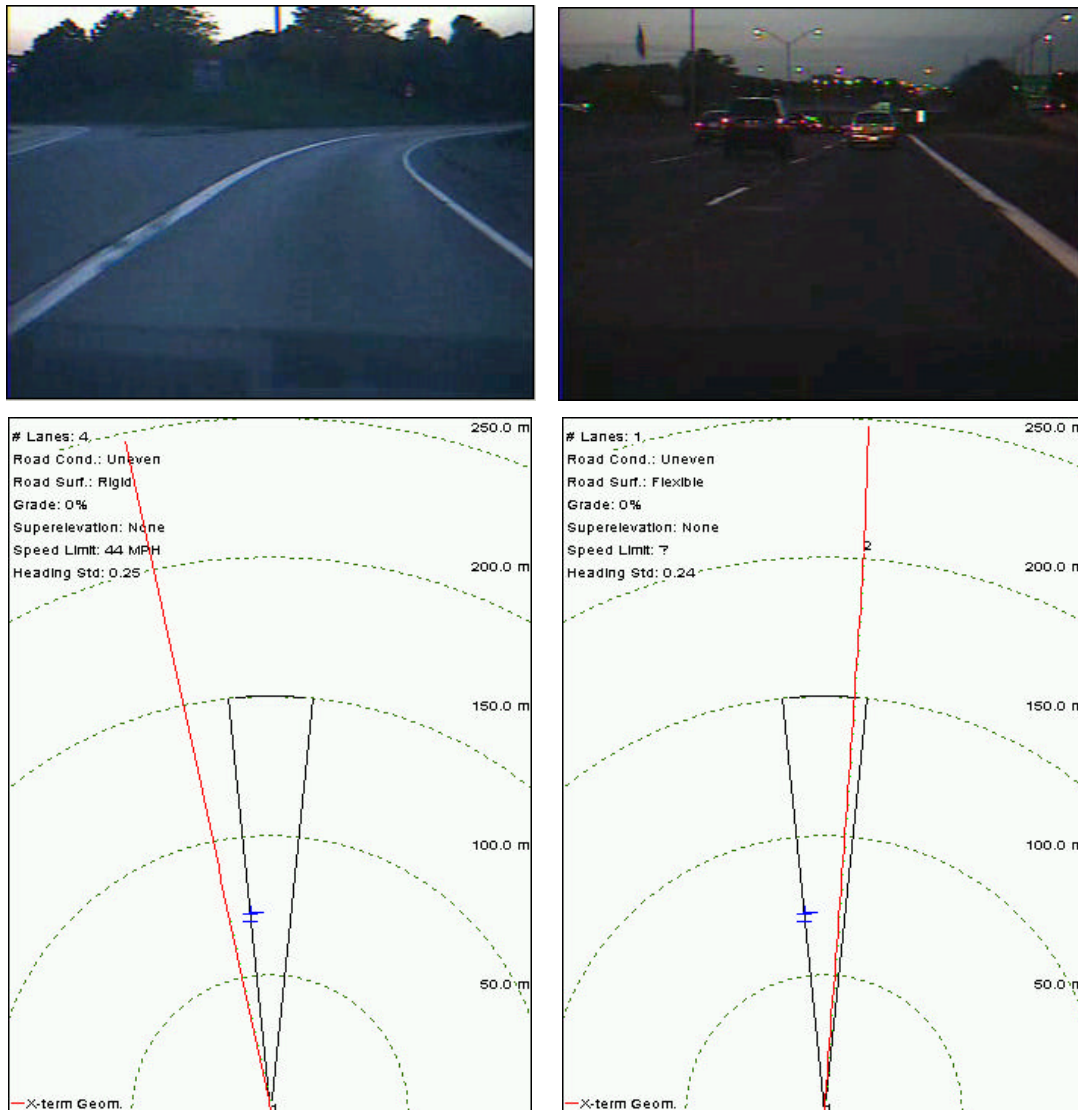 # Lanes: 4
Road Cond.: Uneven
Road Surf.: Rigid
Grade: 0%
Superelevation: None
Speed Limit: 44 MPH
Heading Std: 0.25
250.0 m
200.0 m
150.0 m
100.0 m
50.0 m
1
X-term Geom.
# Lanes: 1
Road Cond.: Uneven
Road Surf.: Flexible
Grade: 0%
Superelevation: None
Speed Limit: ?
Heading Std: 0.24
250.0 m
2
200.0 m
150.0 m
100.0 m
50.0 m
1
X-term Geom.